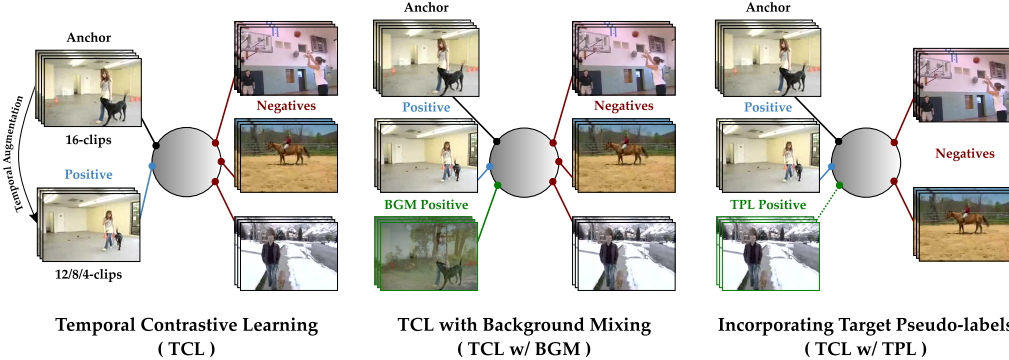 Anchor
Temporal Augmentation
16-clips
Negatives
Positive
12/8/4-clips
Temporal Contrastive Learning
( TCL )
Anchor
Positive
Negatives
BGM Positive
TCL with Background Mixing
( TCL w/ BGM )
Anchor
Positive
Negatives
TPL Positive
Incorporating Target Pseudo-labels
( TCL w/ TPL )